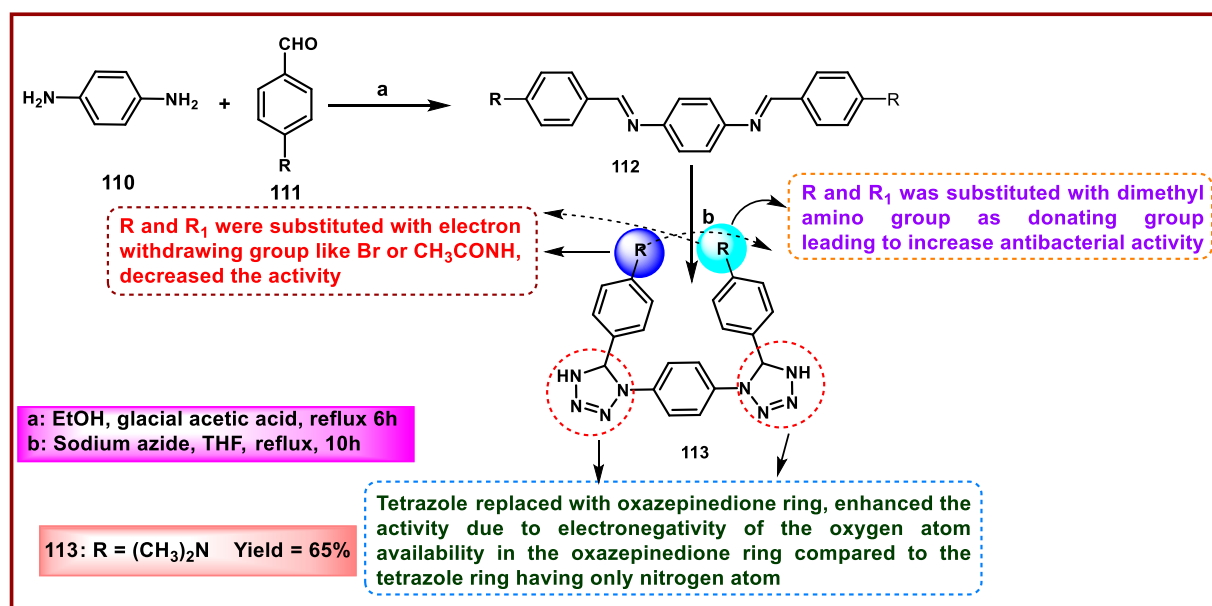 CHO
H₂N
NH₂
+
a
R
110
111
R
N
N
R
112
R and R₁ were substituted with electron
withdrawing group like Br or CH₃CONH,
decreased the activity
b
R and R₁ was substituted with dimethyl
amino group as donating group
leading to increase antibacterial activity
R
R
HN
N
N=N
N
NH
N=N
113
a: EtOH, glacial acetic acid, reflux 6h
b: Sodium azide, THF, reflux, 10h
Tetrazole replaced with oxazepinedione ring, enhanced the
activity due to electronegativity of the oxygen atom
availability in the oxazepinedione ring compared to the
tetrazole ring having only nitrogen atom
113: R = (CH₃)₂N Yield = 65%